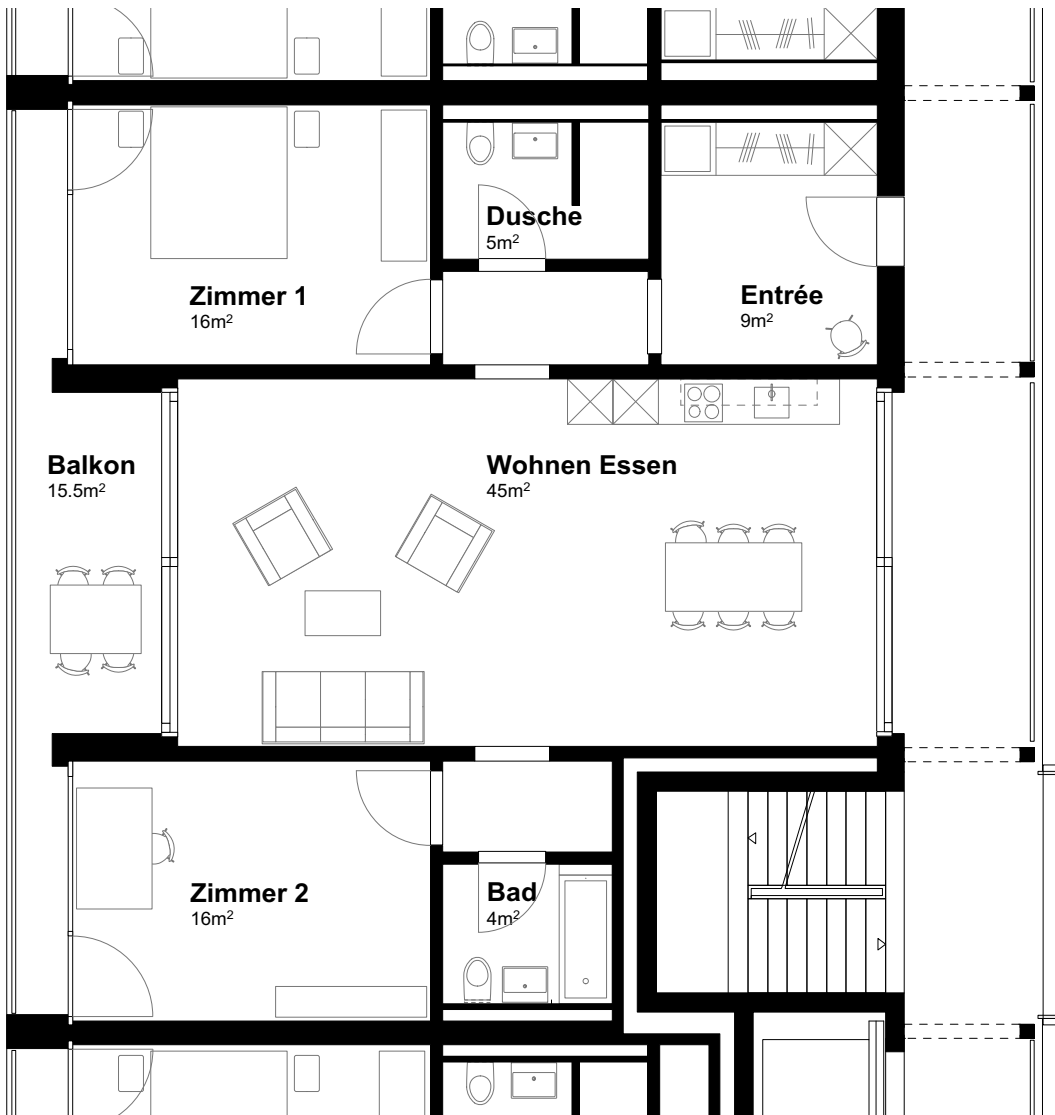 Dusche
5m²
Zimmer 1
16m²
Entrée
9m²
Balkon
15.5m²
Wohnen Essen
45m²
Zimmer 2
16m²
Bad
4m²